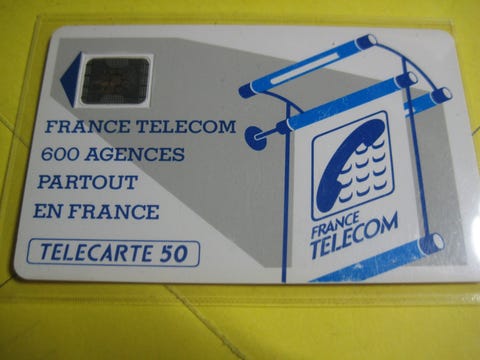 FRANCE TELECOM
600 AGENCES
PARTOUT
EN FRANCE
TELECARTE 50
FRANCE
TELECOM